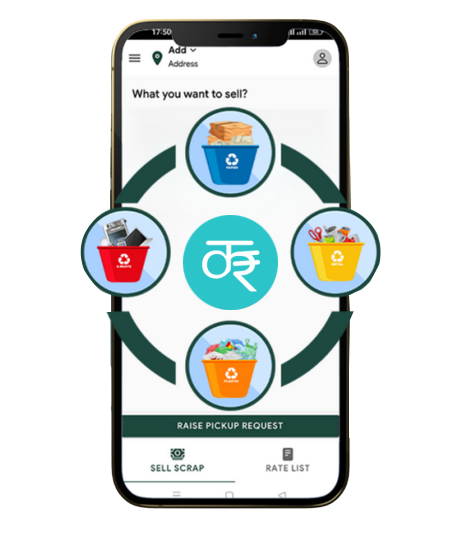 17:50
Add
Address
What you want to sell?
PAPER
E-WASTE
METAL
PLASTIC
RAISE PICKUP REQUEST
SELL SCRAP
RATE LIST